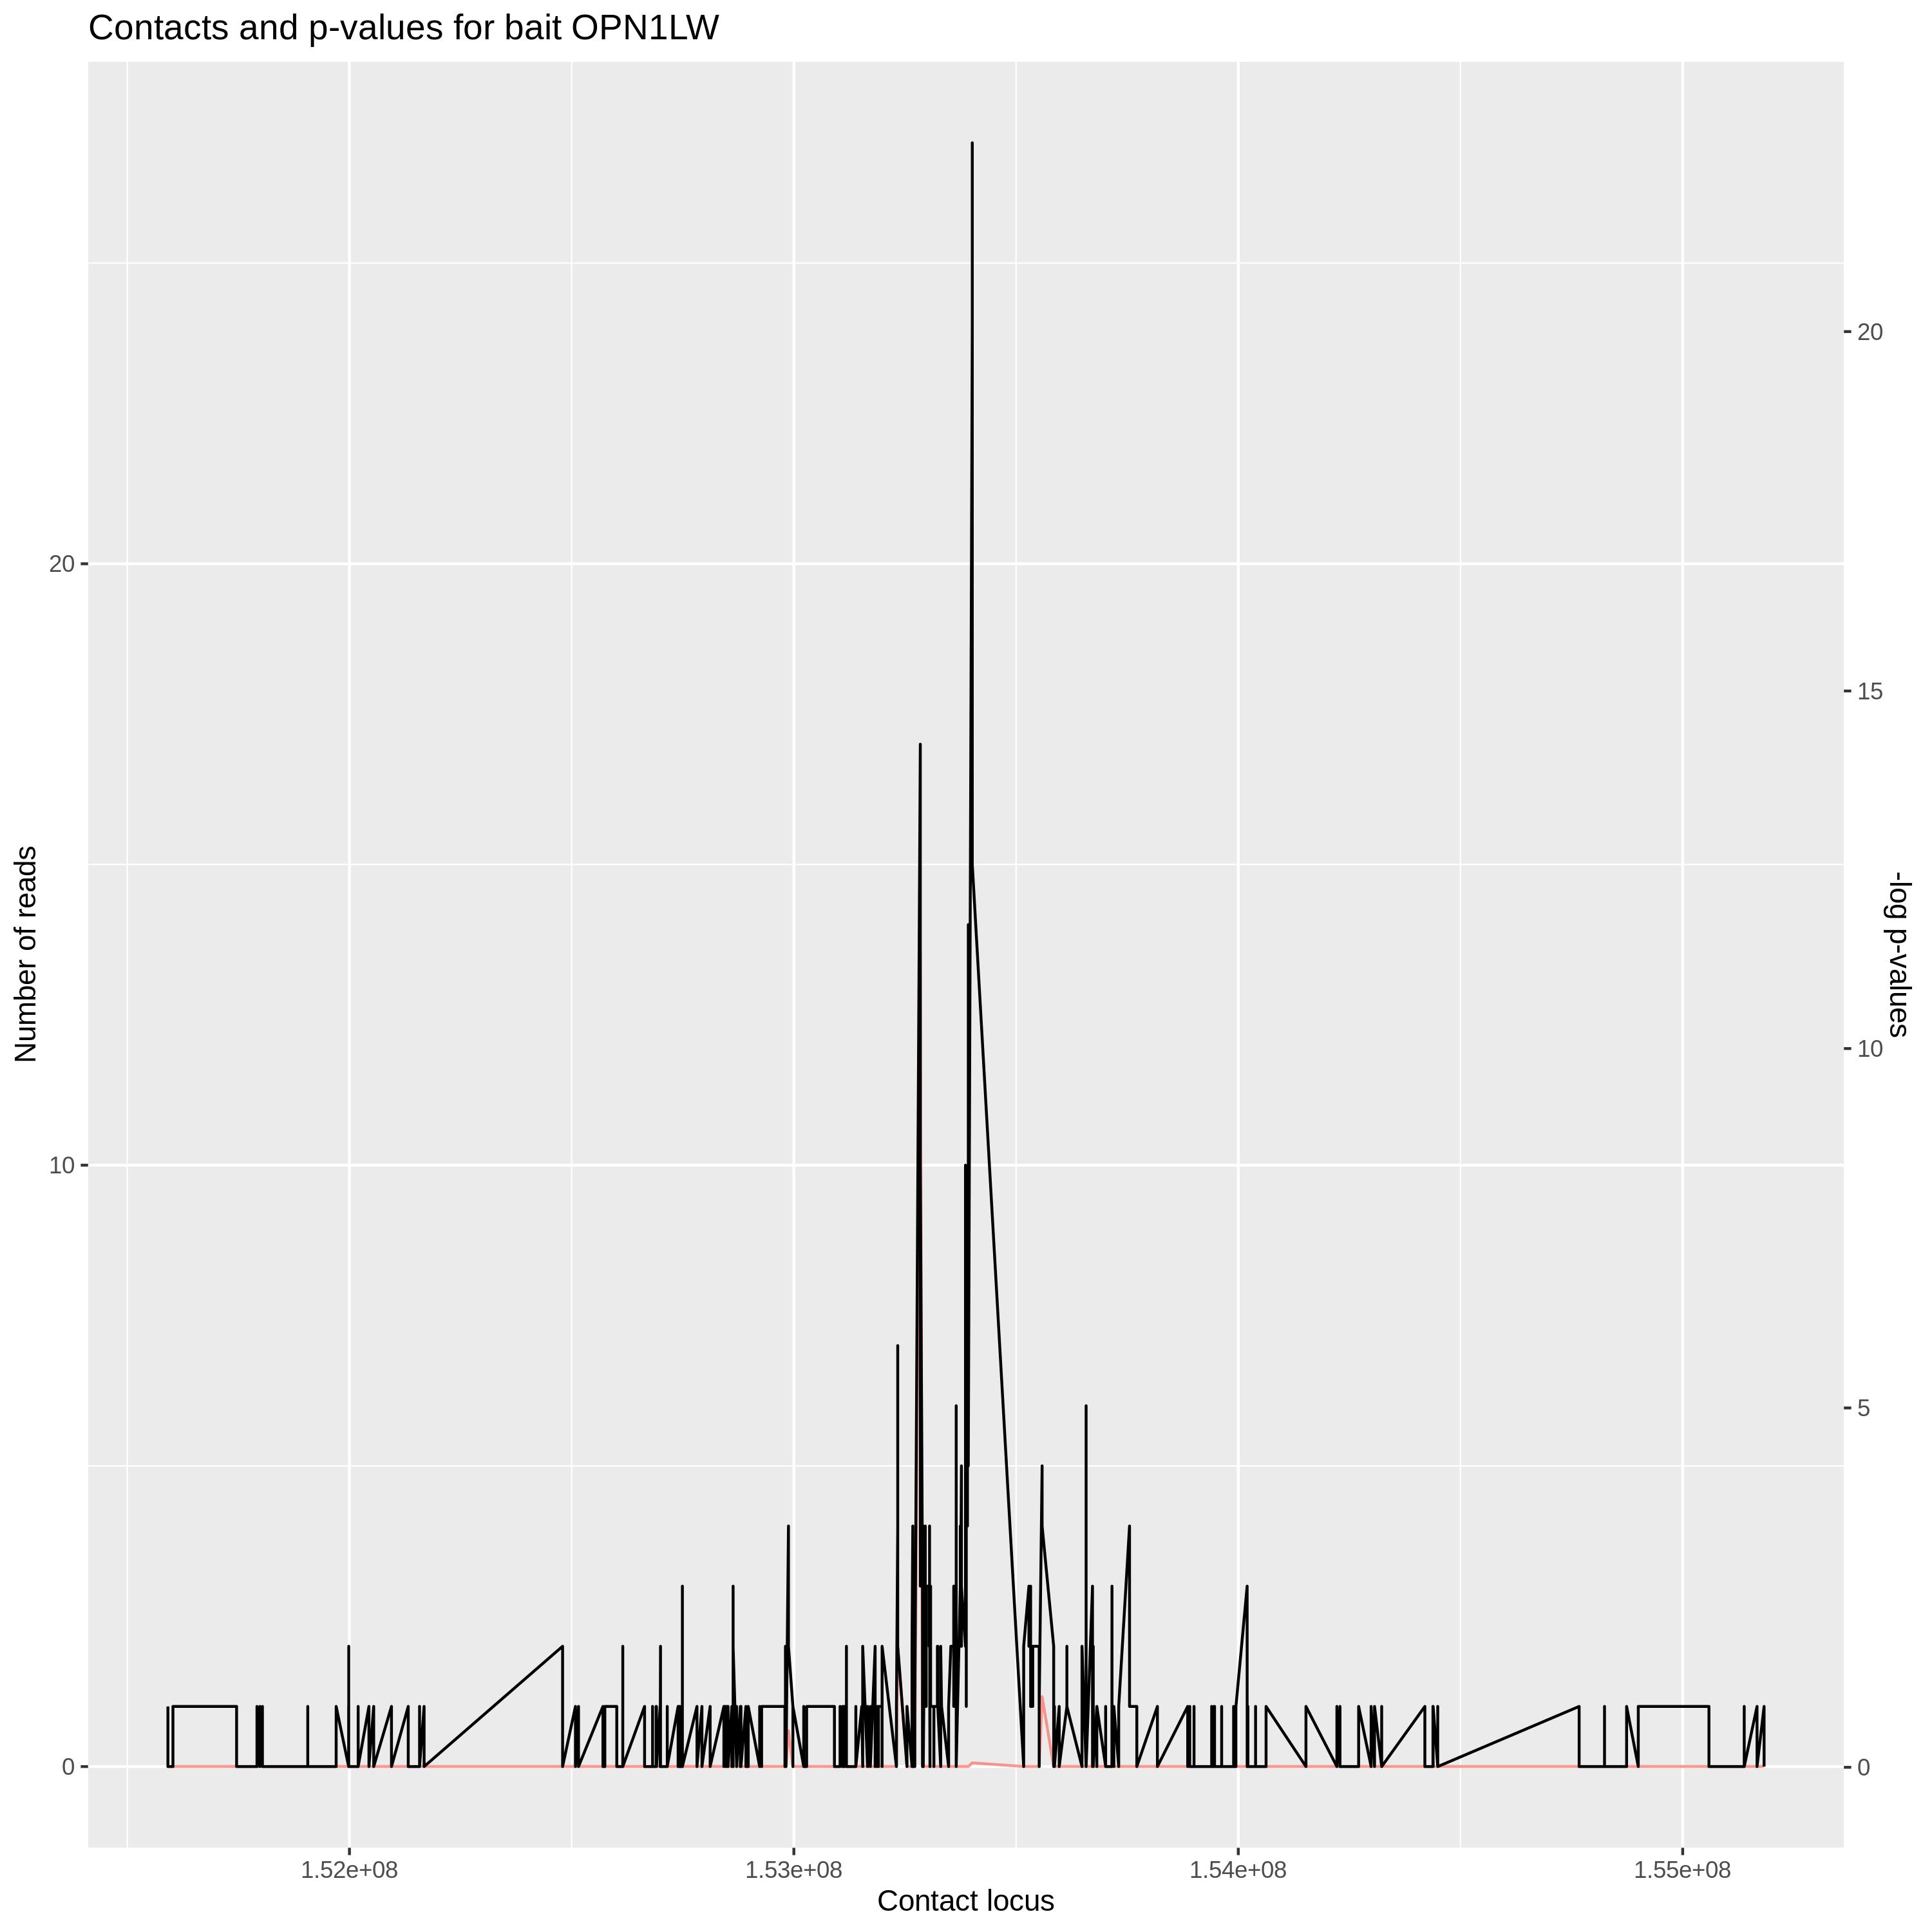 Contacts and p-values for bait OPN1LW
Number of reads
20
10
0
20
15
10
5
0
-log p-values
1.52e+08
1.53e+08
1.54e+08
1.55e+08
Contact locus